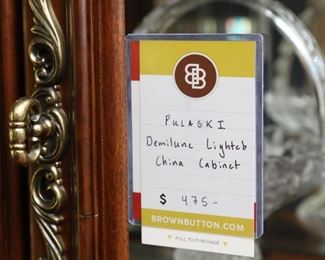 B B
PULASKI
Demilune Lighted
China Cabinet
$ 475-
BROWNBUTTON.COM
PULL TO PURCHASE